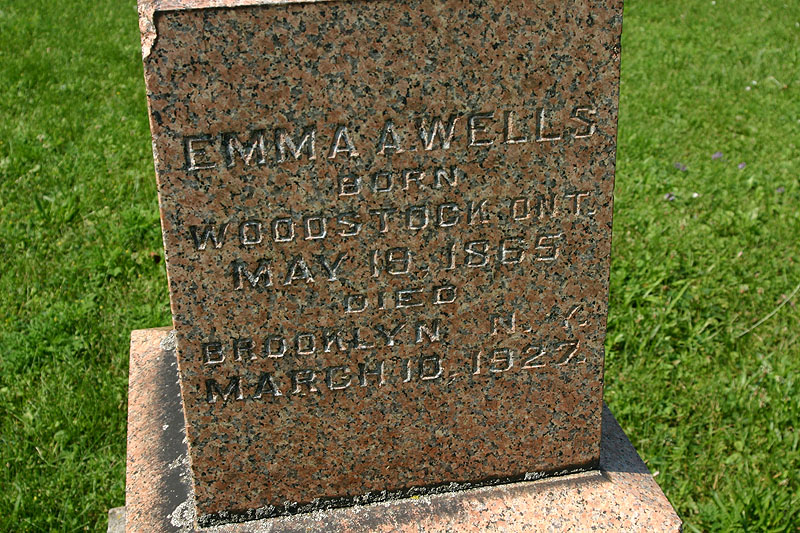 EMMA A. WELLS
BORN
WOODSTOCK, ONT.
MAY 19, 1865
DIED
BROOKLYN N.Y.
MARCH 10, 1927.